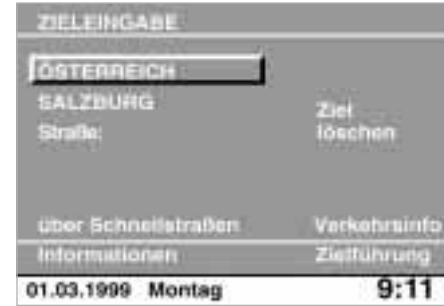 ZIELEINGABE
ÖSTERREICH
SALZBURG
Straße:
Ziel
löschen
über Schnellstraßen Verkehrsinfo
Informationen Zielführung
01.03.1999 Montag 9:11